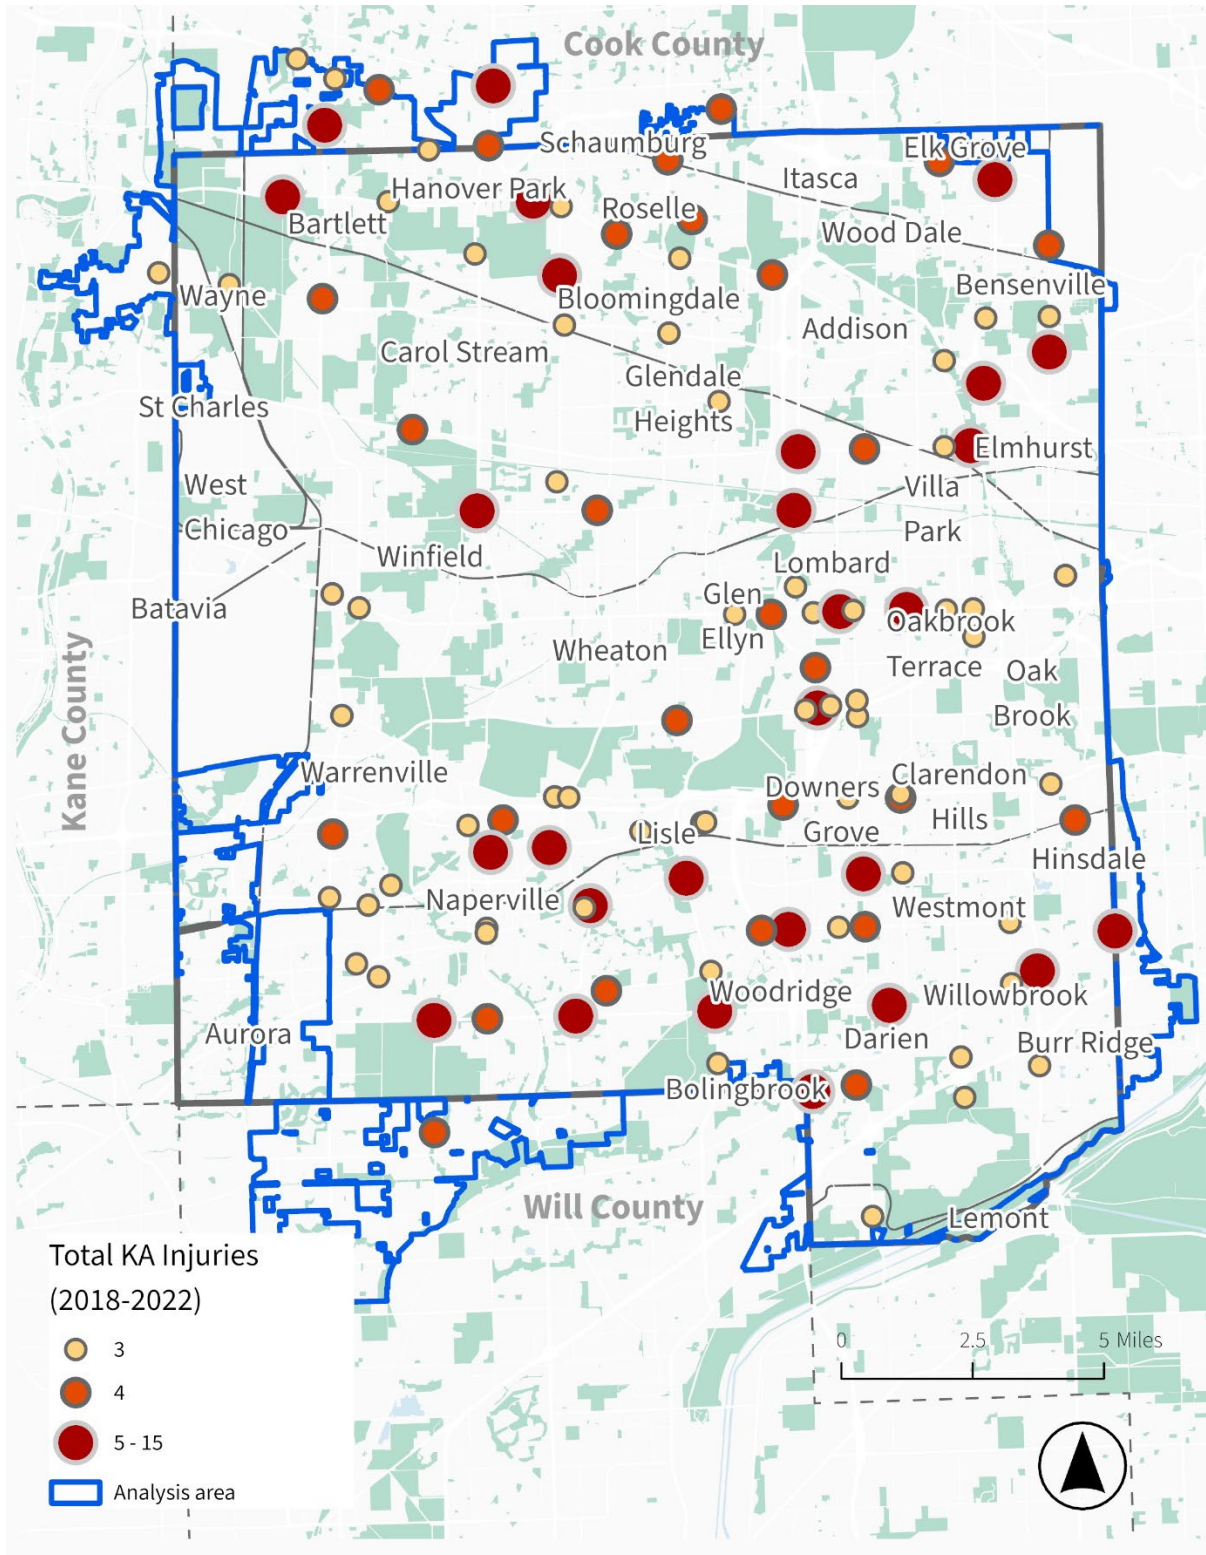 Cook County
Schaumburg
Elk Grove
Itasca
Hanover Park
Roselle
Bartlett
Wood Dale
Bensenville
Wayne
Bloomingdale
Addison
Carol Stream
Glendale
Heights
St Charles
Elmhurst
West
Chicago
Villa
Park
Winfield
Lombard
Glen
Ellyn
Batavia
Oakbrook
Terrace
Wheaton
Oak
Brook
Kane County
Warrenville
Downers
Grove
Clarendon
Hills
Lisle
Hinsdale
Naperville
Westmont
Woodridge
Willowbrook
Aurora
Darien
Burr Ridge
Bolingbrook
Will County
Lemont
Total KA Injuries
(2018-2022)
3
4
5 - 15
Analysis area
0 2.5 5 Miles